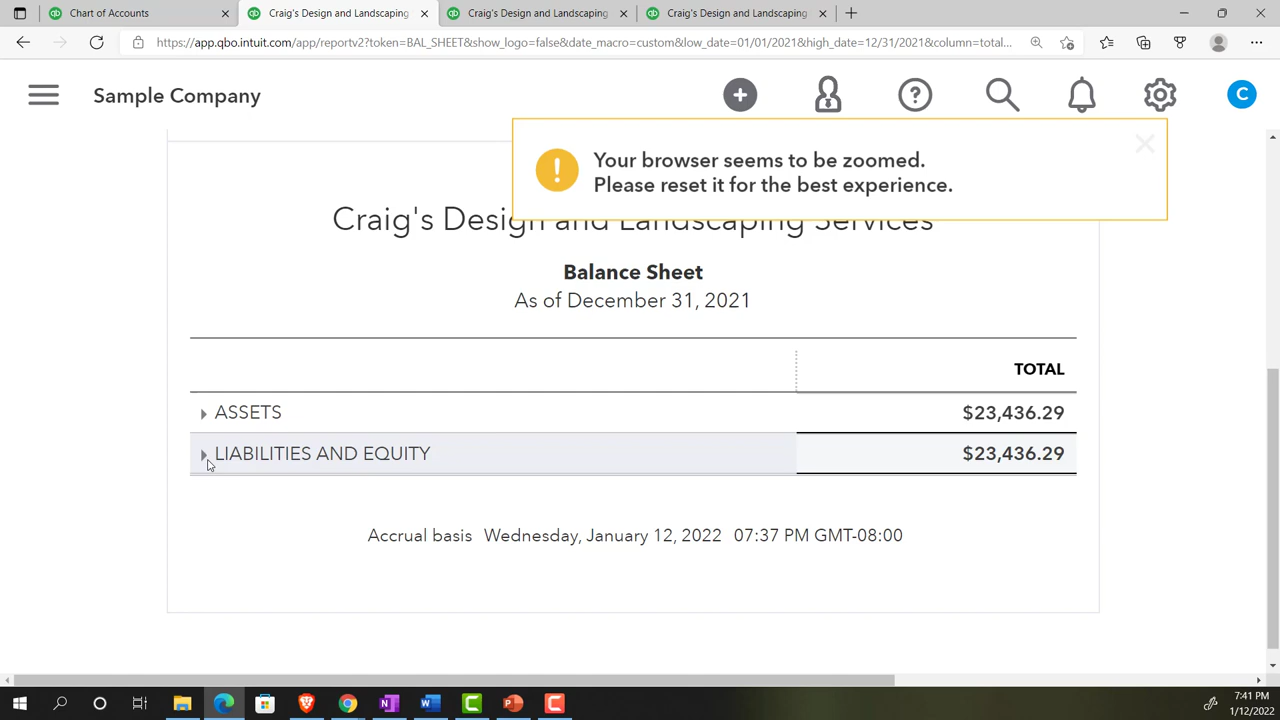 Chart of Accounts
Craig's Design and Landscaping
Craig's Design and Landscaping
Craig's Design and Landscaping
https://app.qbo.intuit.com/app/reportv2?token=BAL_SHEET&show_logo=false&date_macro=custom&low_date=01/01/2021&high_date=12/31/2021&column=total...
Sample Company
C
Your browser seems to be zoomed.
Please reset it for the best experience.
Craig's Design and Landscaping Services
Balance Sheet
As of December 31, 2021
TOTAL
ASSETS $23,436.29
LIABILITIES AND EQUITY $23,436.29
Accrual basis Wednesday, January 12, 2022 07:37 PM GMT-08:00
7:41 PM
1/12/2022